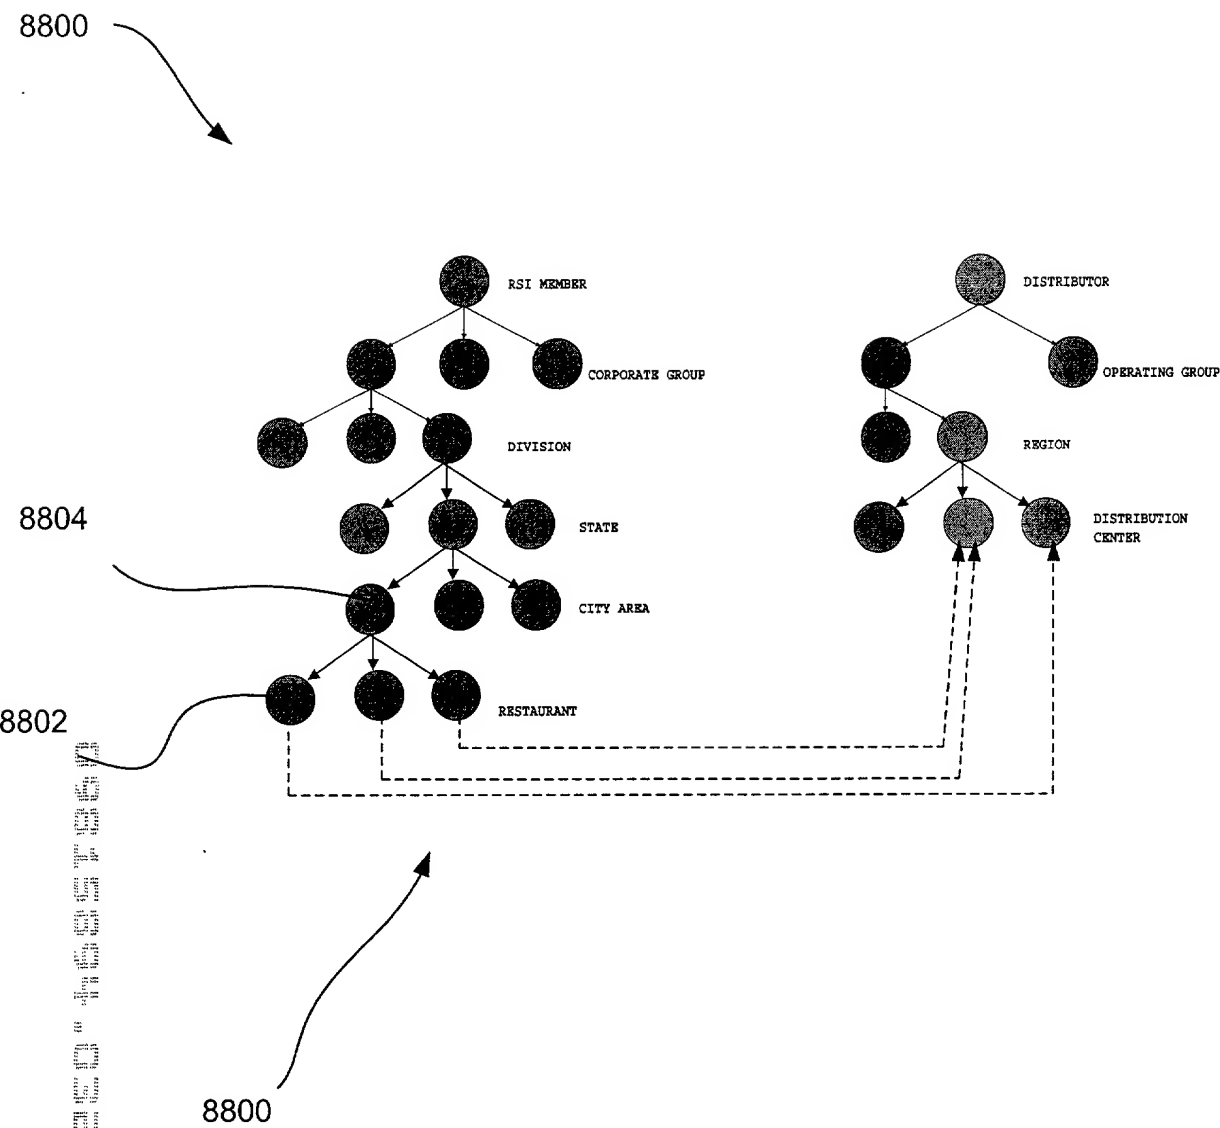 8800
RSI MEMBER
DISTRIBUTOR
CORPORATE GROUP
OPERATING GROUP
DIVISION
REGION
8804
STATE
DISTRIBUTION
CENTER
CITY AREA
8802
RESTAURANT
8800